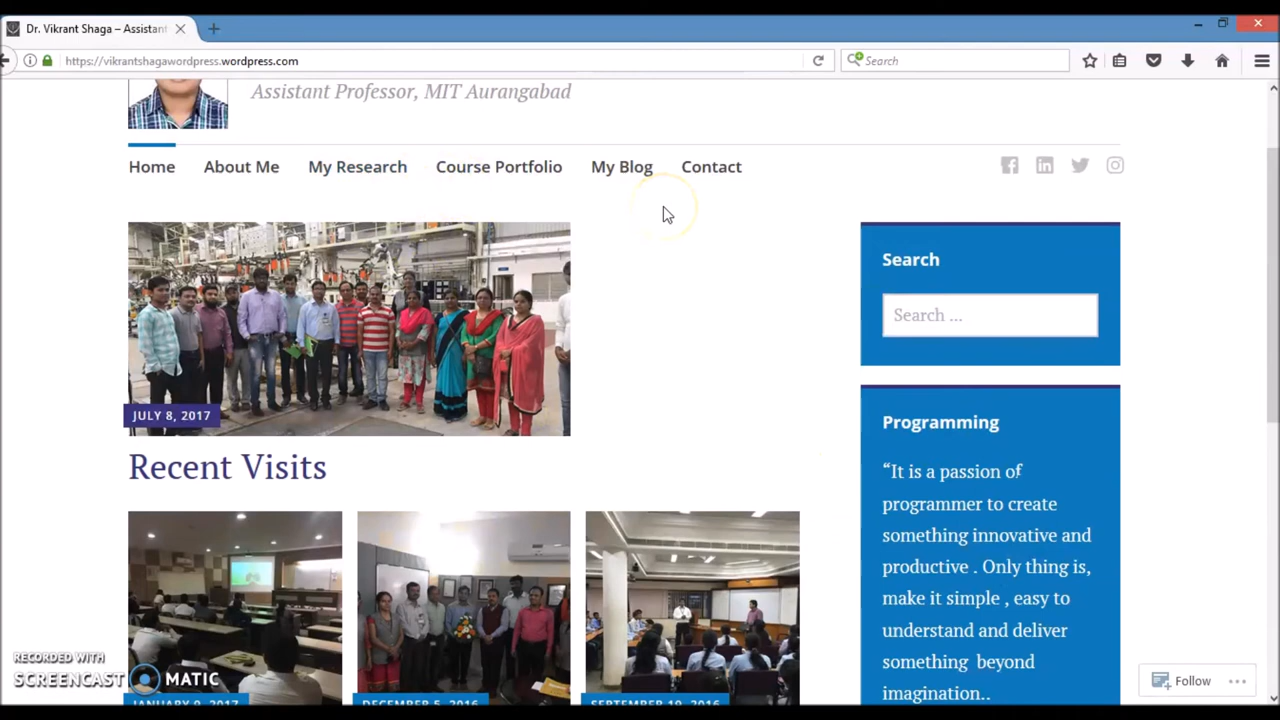 Dr. Vikrant Shaga – Assistant
https://vikrantshagawordpress.wordpress.com
Search
Assistant Professor, MIT Aurangabad
Home About Me My Research Course Portfolio My Blog Contact
JULY 8, 2017
Recent Visits
Search
Search ...
Programming
“It is a passion of
programmer to create
something innovative and
productive . Only thing is,
make it simple , easy to
understand and deliver
something beyond
imagination..
JANUARY 9, 2017
DECEMBER 5, 2016
SEPTEMBER 19, 2016
RECORDED WITH
SCREENCAST MATIC
Follow